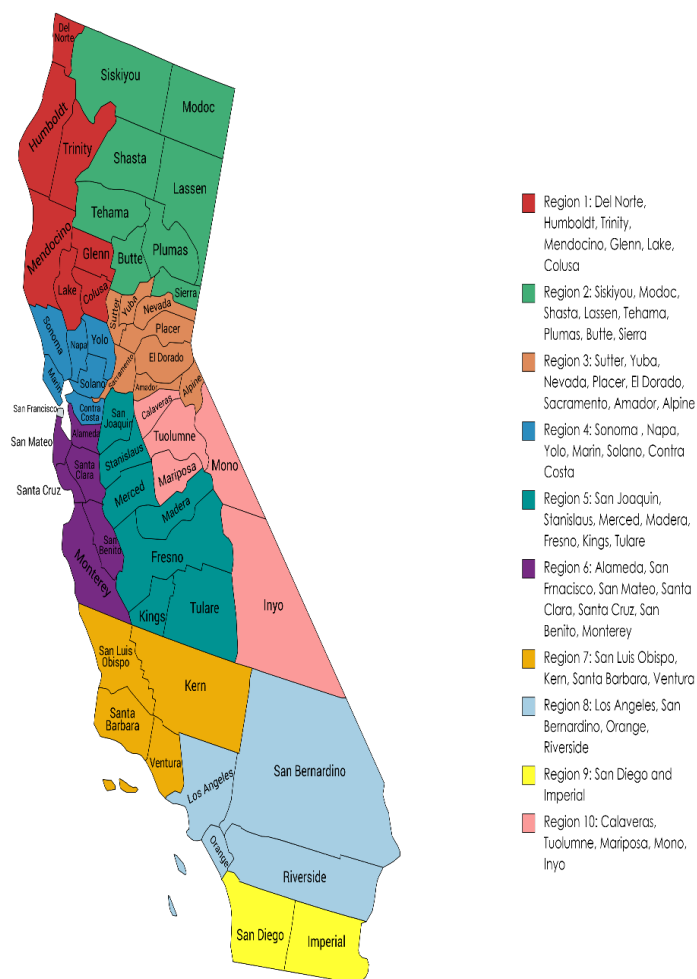 Del
Norte
Siskiyou
Modoc
Humboldt
Trinity
Shasta
Lassen
Tehama
Mendocino
Glenn
Butte
Plumas
Lake
Colusa
Sutter
Yuba
Sierra
Nevada
Placer
Sonoma
Napa
Yolo
El Dorado
Sacramento
Marin
Solano
Amador
Alpine
San Francisco
Contra
Costa
San
Joaquin
Calaveras
Tuolumne
San Mateo
Alameda
Stanislaus
Mono
Santa
Clara
Mariposa
Santa Cruz
Merced
Madera
San
Benito
Fresno
Monterey
Kings
Tulare
Inyo
San Luis
Obispo
Kern
Santa
Barbara
Ventura
Los Angeles
San Bernardino
Orange
Riverside
San Diego
Imperial
Region 1: Del Norte,
Humboldt, Trinity,
Mendocino, Glenn, Lake,
Colusa
Region 2: Siskiyou, Modoc,
Shasta, Lassen, Tehama,
Plumas, Butte, Sierra
Region 3: Sutter, Yuba,
Nevada, Placer, El Dorado,
Sacramento, Amador, Alpine
Region 4: Sonoma , Napa,
Yolo, Marin, Solano, Contra
Costa
Region 5: San Joaquin,
Stanislaus, Merced, Madera,
Fresno, Kings, Tulare
Region 6: Alameda, San
Frnacisco, San Mateo, Santa
Clara, Santa Cruz, San
Benito, Monterey
Region 7: San Luis Obispo,
Kern, Santa Barbara, Ventura
Region 8: Los Angeles, San
Bernardino, Orange,
Riverside
Region 9: San Diego and
Imperial
Region 10: Calaveras,
Tuolumne, Mariposa, Mono,
Inyo